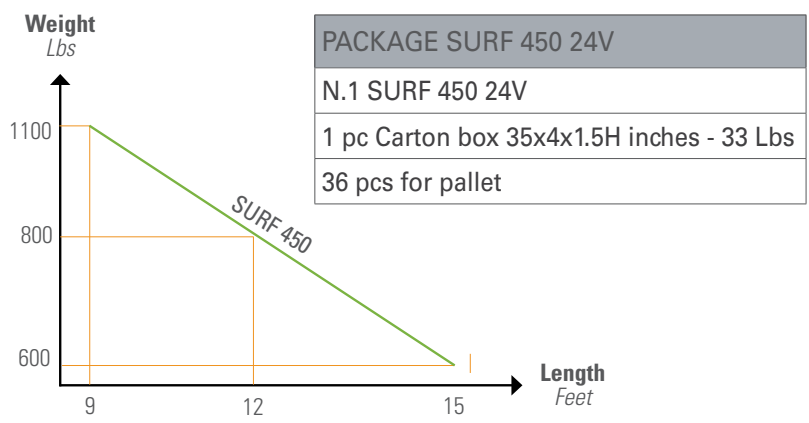 Weight
Lbs
1100
800
600
SURF 450
9
12
15
Length
Feet
PACKAGE SURF 450 24V
N.1 SURF 450 24V
1 pc Carton box 35x4x1.5H inches - 33 Lbs
36 pcs for pallet